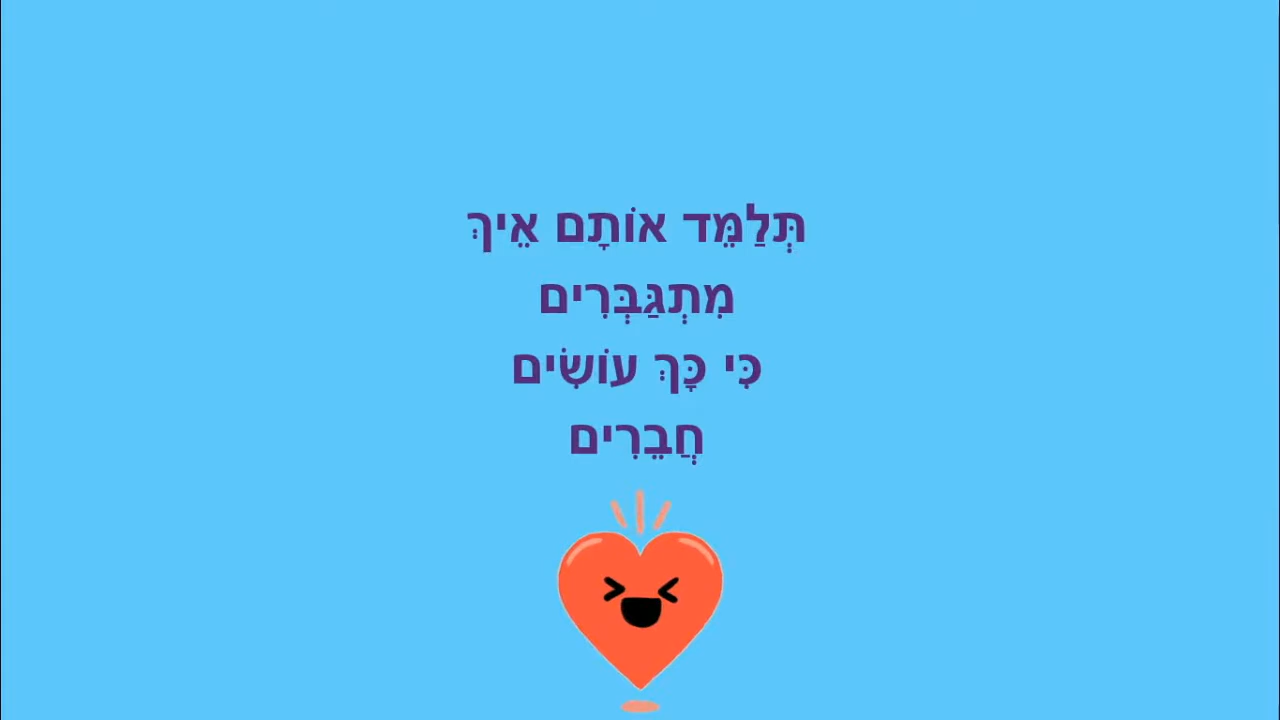 תְּלַמֵּד אוֹתָם אֵיךְ
מִתְגַּבְּרִים
כִּי כָּךְ עוֹשִׂים
חֲבֵרִים